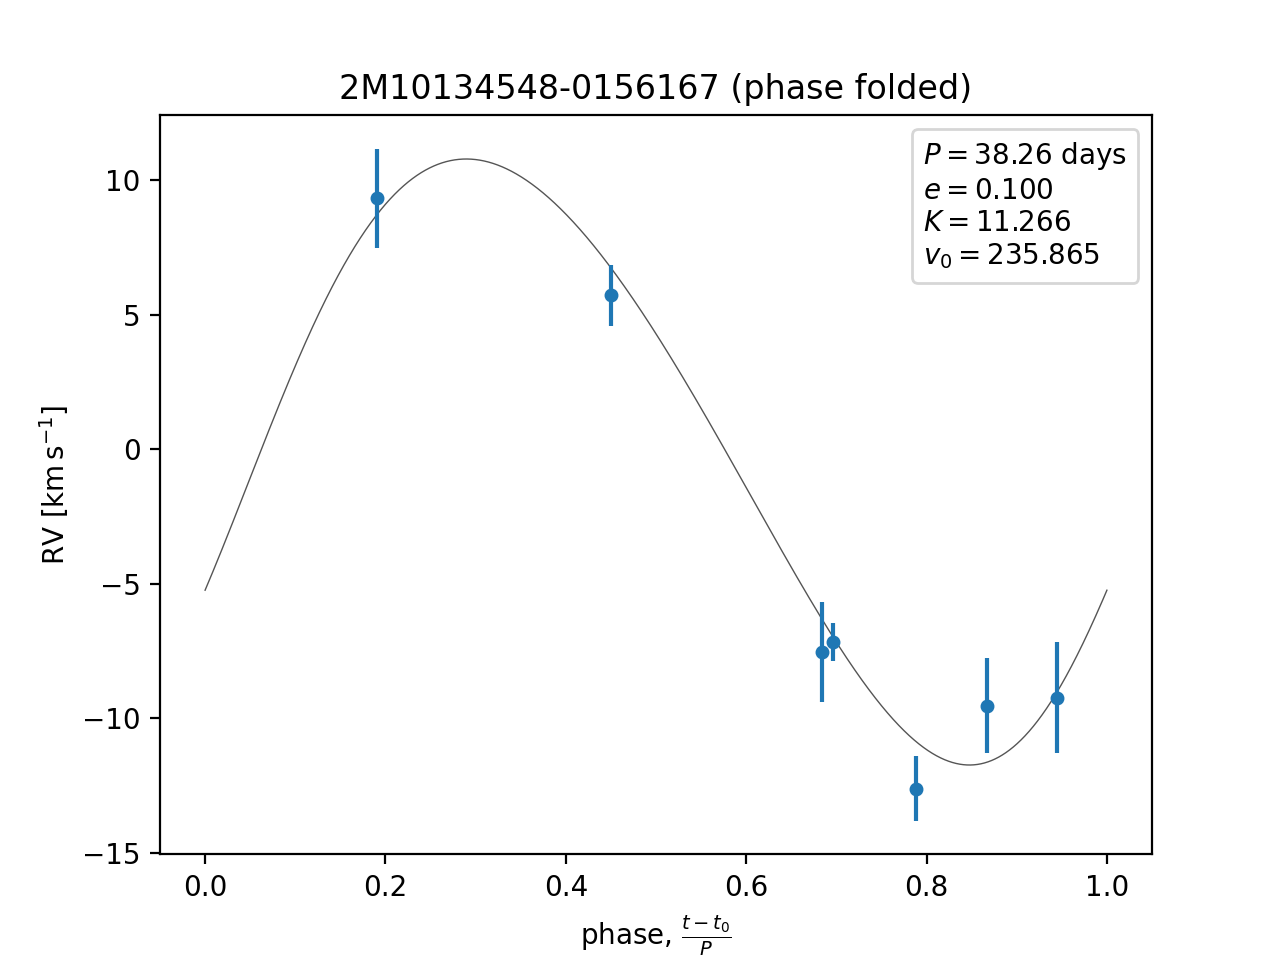 2M10134548-0156167 (phase folded)
P = 38.26 days
e = 0.100
K = 11.266
v₀ = 235.865
RV [km s⁻¹]
10
5
0
−5
−10
−15
0.0 0.2 0.4 0.6 0.8 1.0
phase, (t − t₀)/P